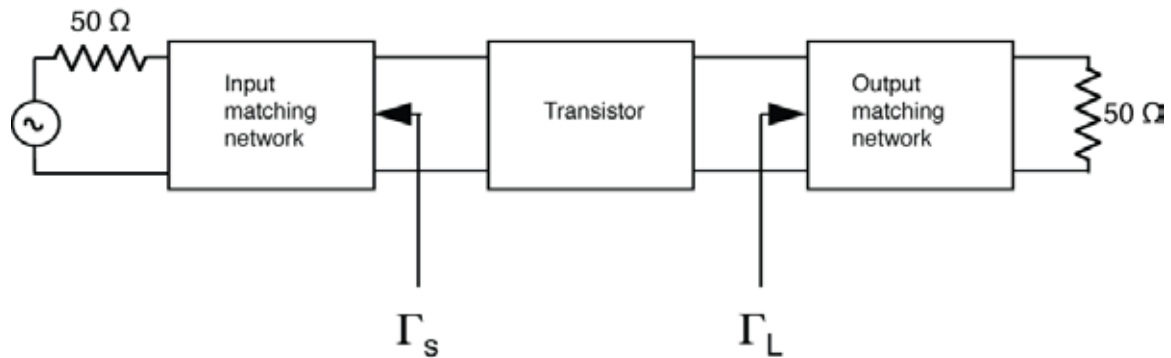 50 Ω
Input
matching
network
Transistor
Output
matching
network
50 Ω
Γs
ΓL